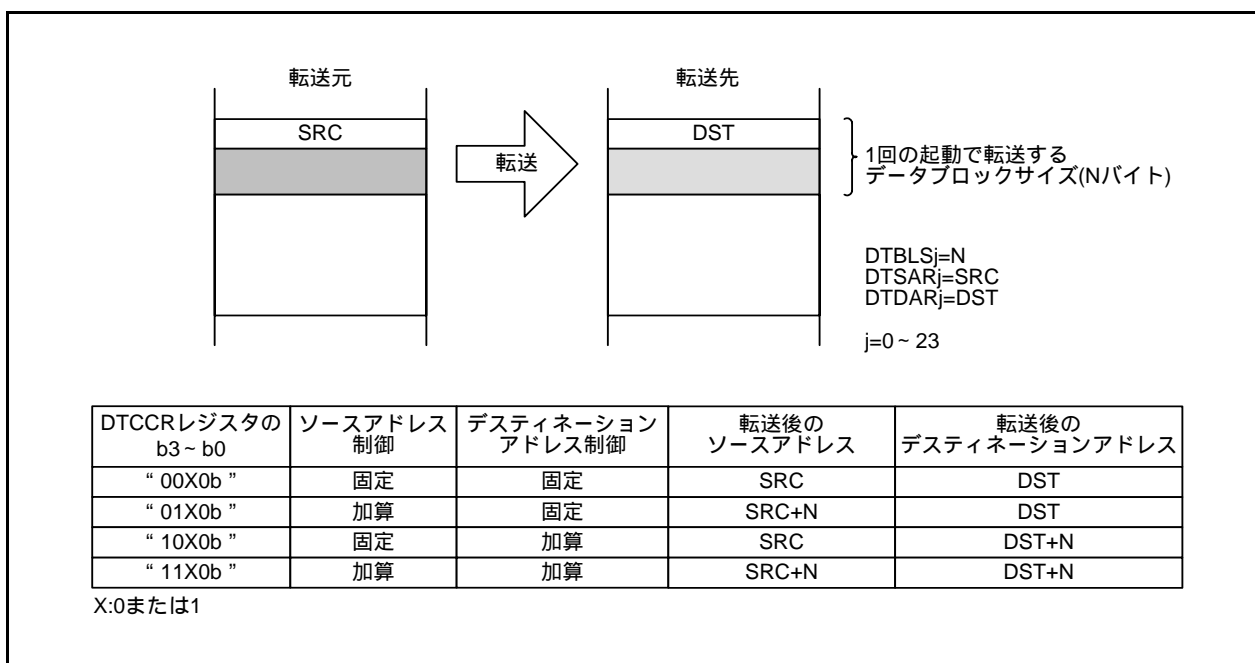 転送元
転送先
SRC
DST
転送
1回の起動で転送する
データブロックサイズ(Nバイト)
DTBLSj=N
DTSARj=SRC
DTDARj=DST
j=0~23
DTCCRレジスタの
b3~b0
ソースアドレス
制御
デスティネーション
アドレス制御
転送後の
ソースアドレス
転送後の
デスティネーションアドレス
“ 00X0b ” 固定 固定 SRC DST
“ 01X0b ” 加算 固定 SRC+N DST
“ 10X0b ” 固定 加算 SRC DST+N
“ 11X0b ” 加算 加算 SRC+N DST+N
X:0または1